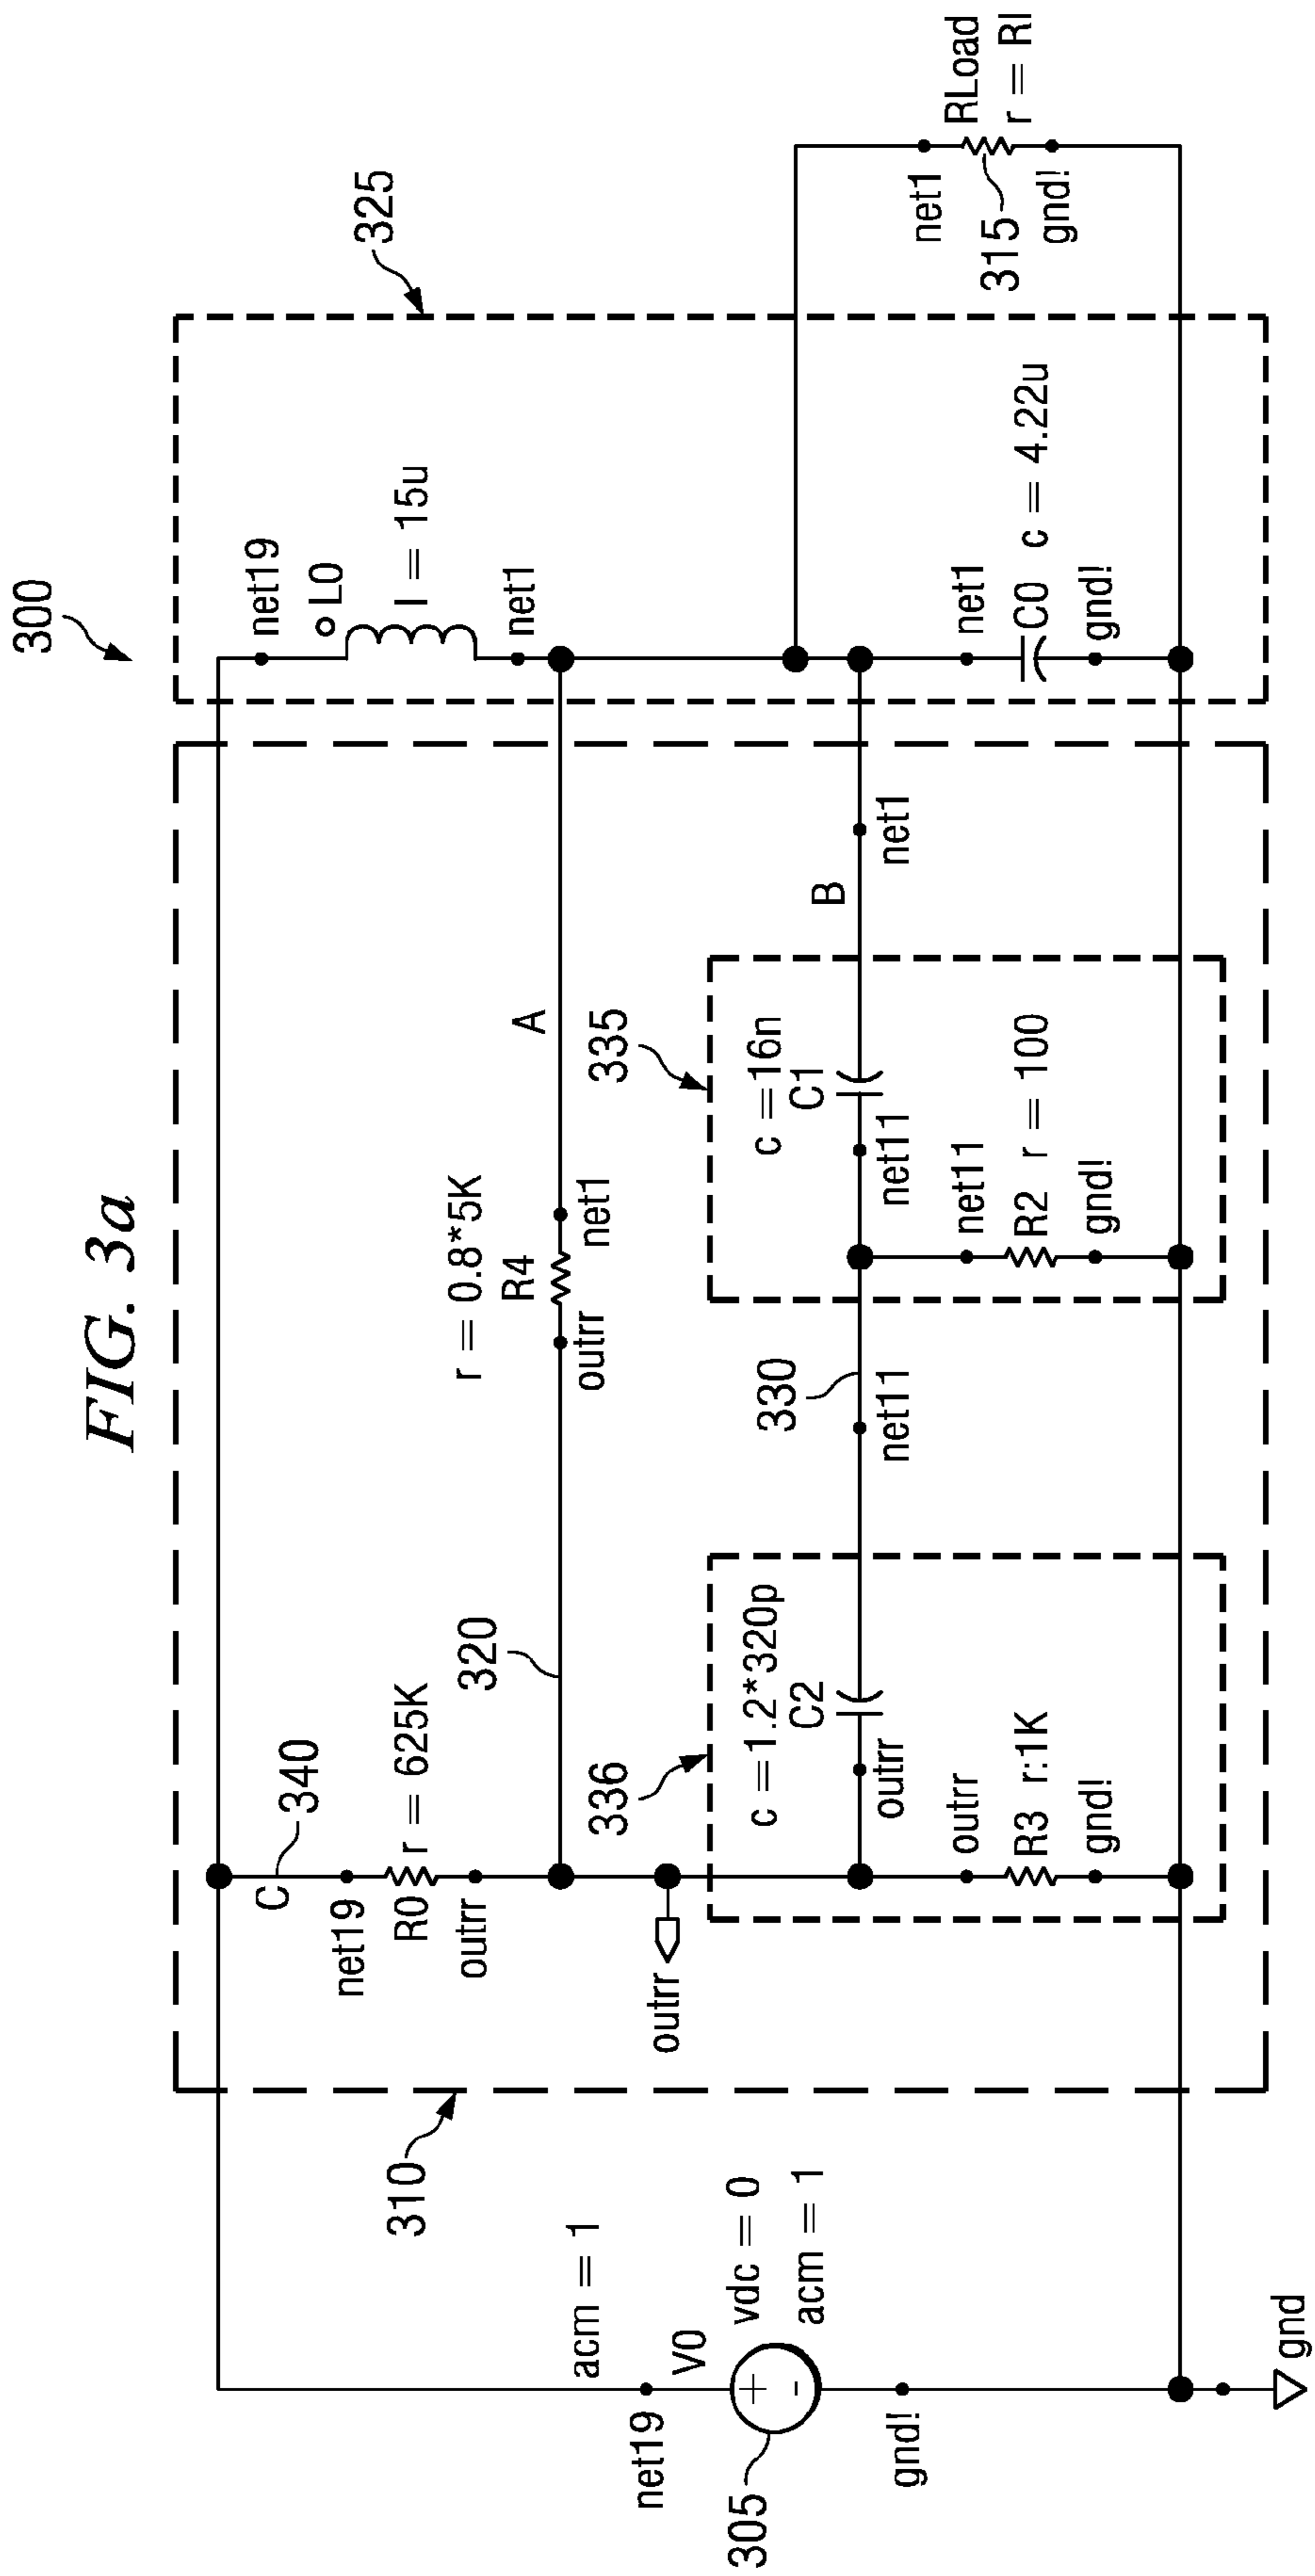 FIG. 3a
300
310
325
acm = 1
net19
V0
vdc = 0
acm = 1
305
gnd!
gnd
C
340
net19
R0
r = 625K
outrr
outrr
320
r = 0.8*5K
R4
outrr
net1
A
net19
L0
l = 15u
net1
336
c = 1.2*320p
C2
outrr
outrr
R3 r:1K
gnd!
330
net11
335
c = 16n
C1
net11
net11
R2 r = 100
gnd!
B
net1
net1
C0 c = 4.22u
gnd!
net1
RLoad
r = Rl
315
gnd!